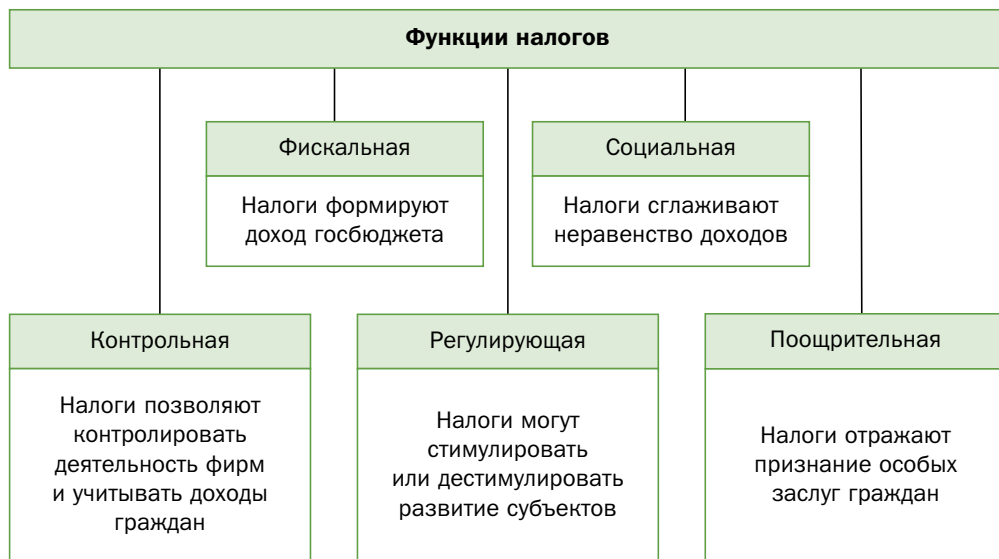 Функции налогов
Фискальная
Налоги формируют
доход госбюджета
Социальная
Налоги сглаживают
неравенство доходов
Контрольная
Налоги позволяют
контролировать
деятельность фирм
и учитывать доходы
граждан
Регулирующая
Налоги могут
стимулировать
или дестимулировать
развитие субъектов
Поощрительная
Налоги отражают
признание особых
заслуг граждан